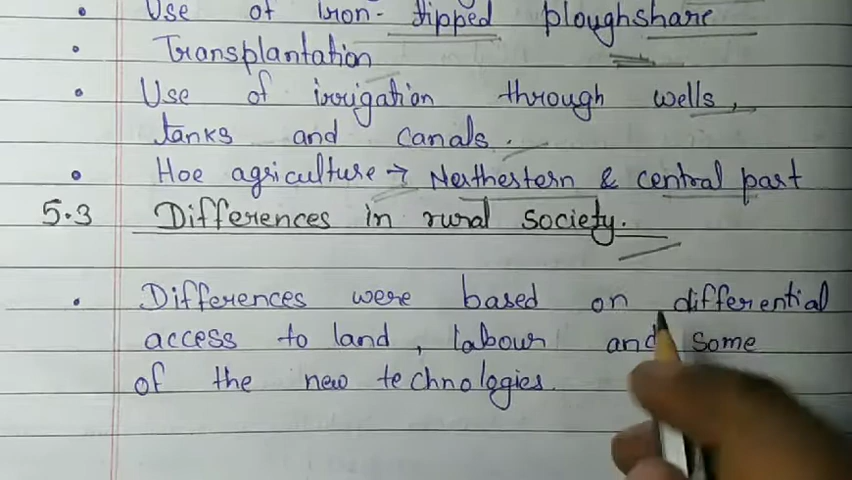 • Use of Iron-tipped ploughshare
• Transplantation
• Use of irrigation through wells,
tanks and canals.
• Hoe agriculture → Northestern & central part
5.3 Differences in rural society.
• Differences were based on differential
access to land, labour and some
of the new technologies.